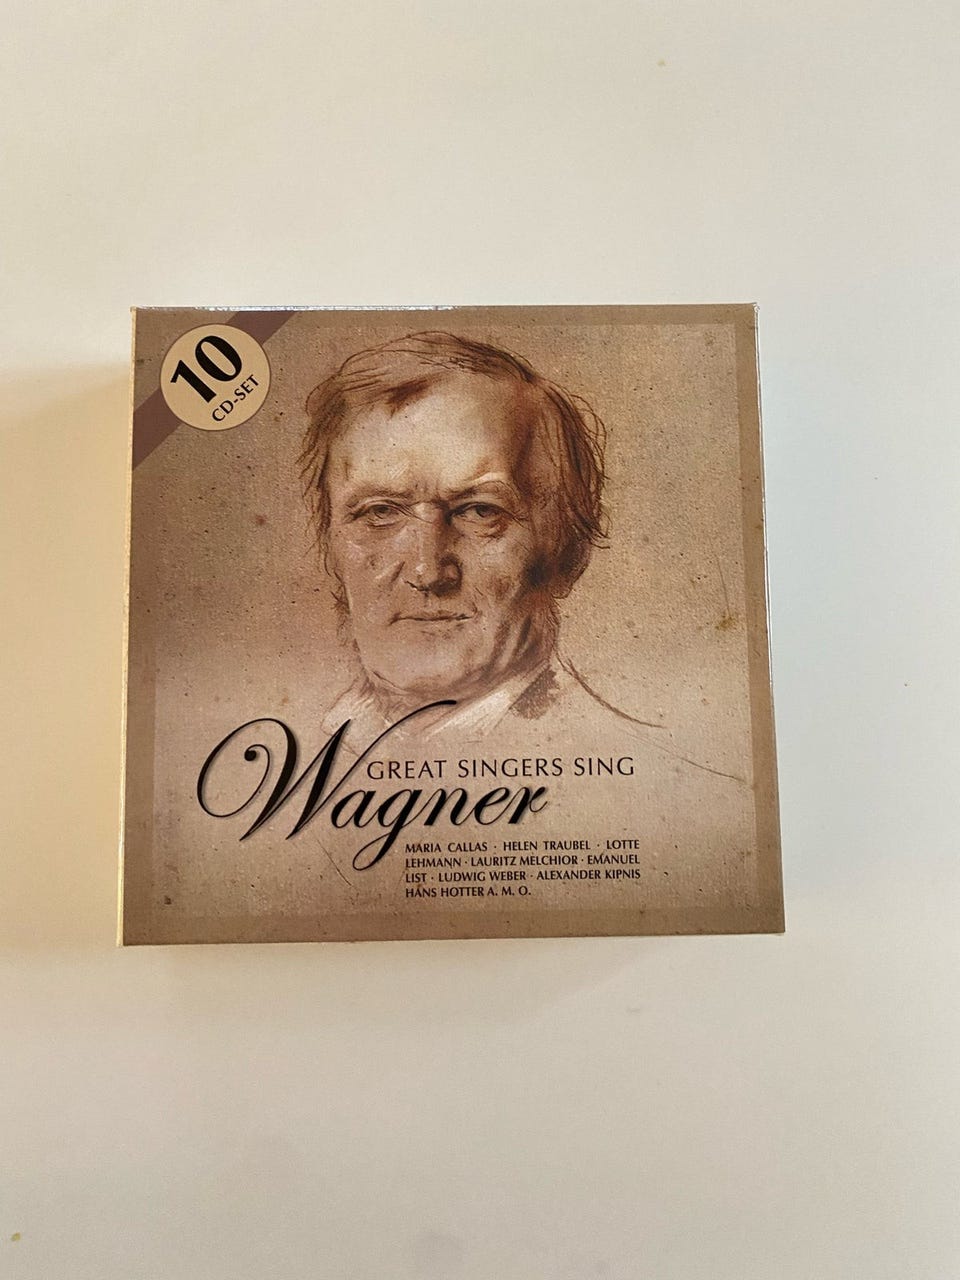 10
CD-SET
GREAT SINGERS SING
Wagner
MARIA CALLAS · HELEN TRAUBEL · LOTTE
LEHMANN · LAURITZ MELCHIOR · EMANUEL
LIST · LUDWIG WEBER · ALEXANDER KIPNIS
HANS HOTTER A. M. O.